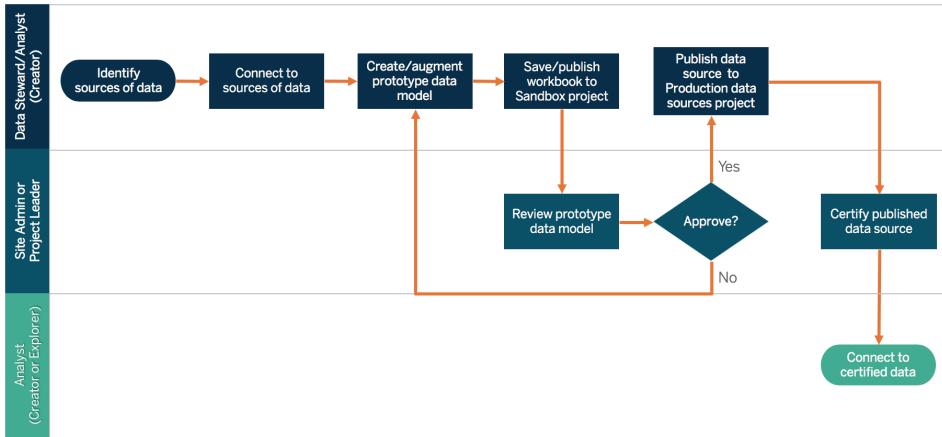 Data Steward/Analyst
(Creator)
Identify
sources of data
Connect to
sources of data
Create/augment
prototype data
model
Save/publish
workbook to
Sandbox project
Publish data
source to
Production data
sources project
Yes
Site Admin or
Project Leader
Review prototype
data model
Approve?
Certify published
data source
No
Analyst
(Creator or Explorer)
Connect to
certified data